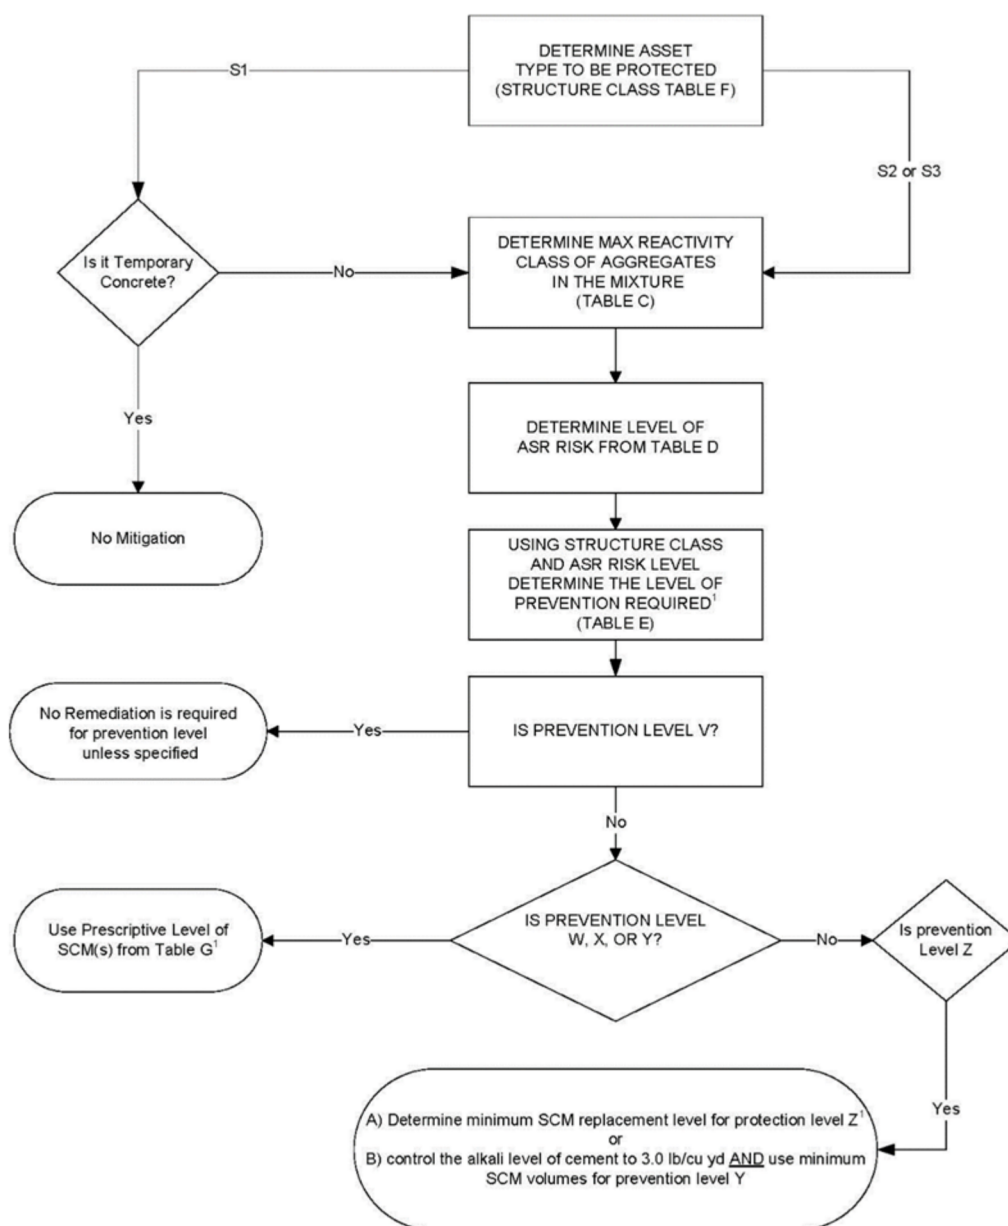 DETERMINE ASSET
TYPE TO BE PROTECTED
(STRUCTURE CLASS TABLE F)
S1
S2 or S3
Is it Temporary
Concrete?
No
DETERMINE MAX REACTIVITY
CLASS OF AGGREGATES
IN THE MIXTURE
(TABLE C)
Yes
No Mitigation
DETERMINE LEVEL OF
ASR RISK FROM TABLE D
USING STRUCTURE CLASS
AND ASR RISK LEVEL
DETERMINE THE LEVEL OF
PREVENTION REQUIRED¹
(TABLE E)
No Remediation is required
for prevention level
unless specified
Yes
IS PREVENTION LEVEL V?
No
Use Prescriptive Level of
SCM(s) from Table G¹
Yes
IS PREVENTION LEVEL
W, X, OR Y?
No
Is prevention
Level Z
Yes
A) Determine minimum SCM replacement level for protection level Z¹
or
B) control the alkali level of cement to 3.0 lb/cu yd AND use minimum
SCM volumes for prevention level Y